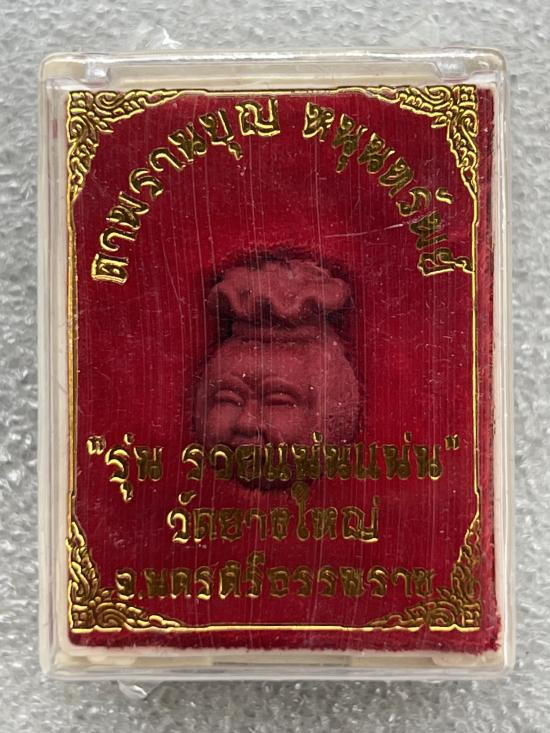 ตาพรานบุญ หนุนทรัพย์
"รุ่น รวยแน่นแน่น"
วัดยางใหญ่
จ.นครศรีธรรมราช